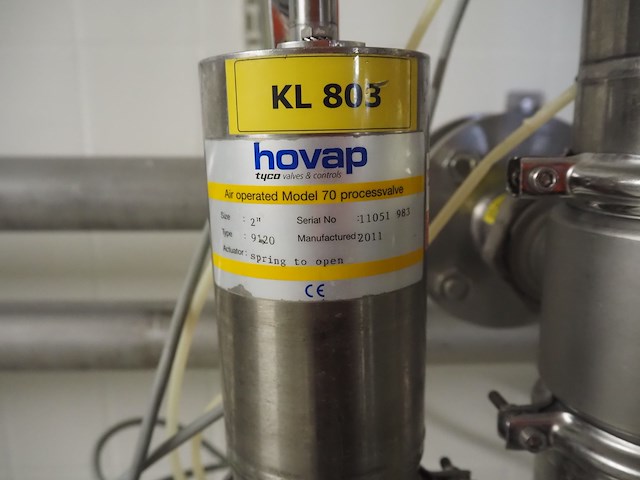 KL 803
hovap
tyco valves & controls
Air operated Model 70 processvalve
Size : 2" Serial No :11051 983
Type : 9120 Manufactured:2011
Actuator: spring to open
CE